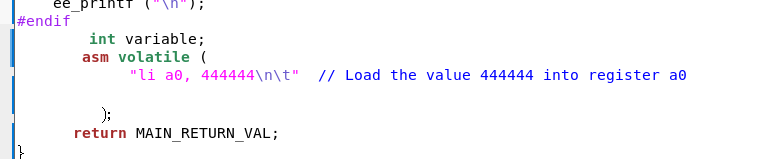 ee_printf ("\n");
#endif
int variable;
asm volatile (
"li a0, 444444\n\t"  // Load the value 444444 into register a0
);
return MAIN_RETURN_VAL;
}